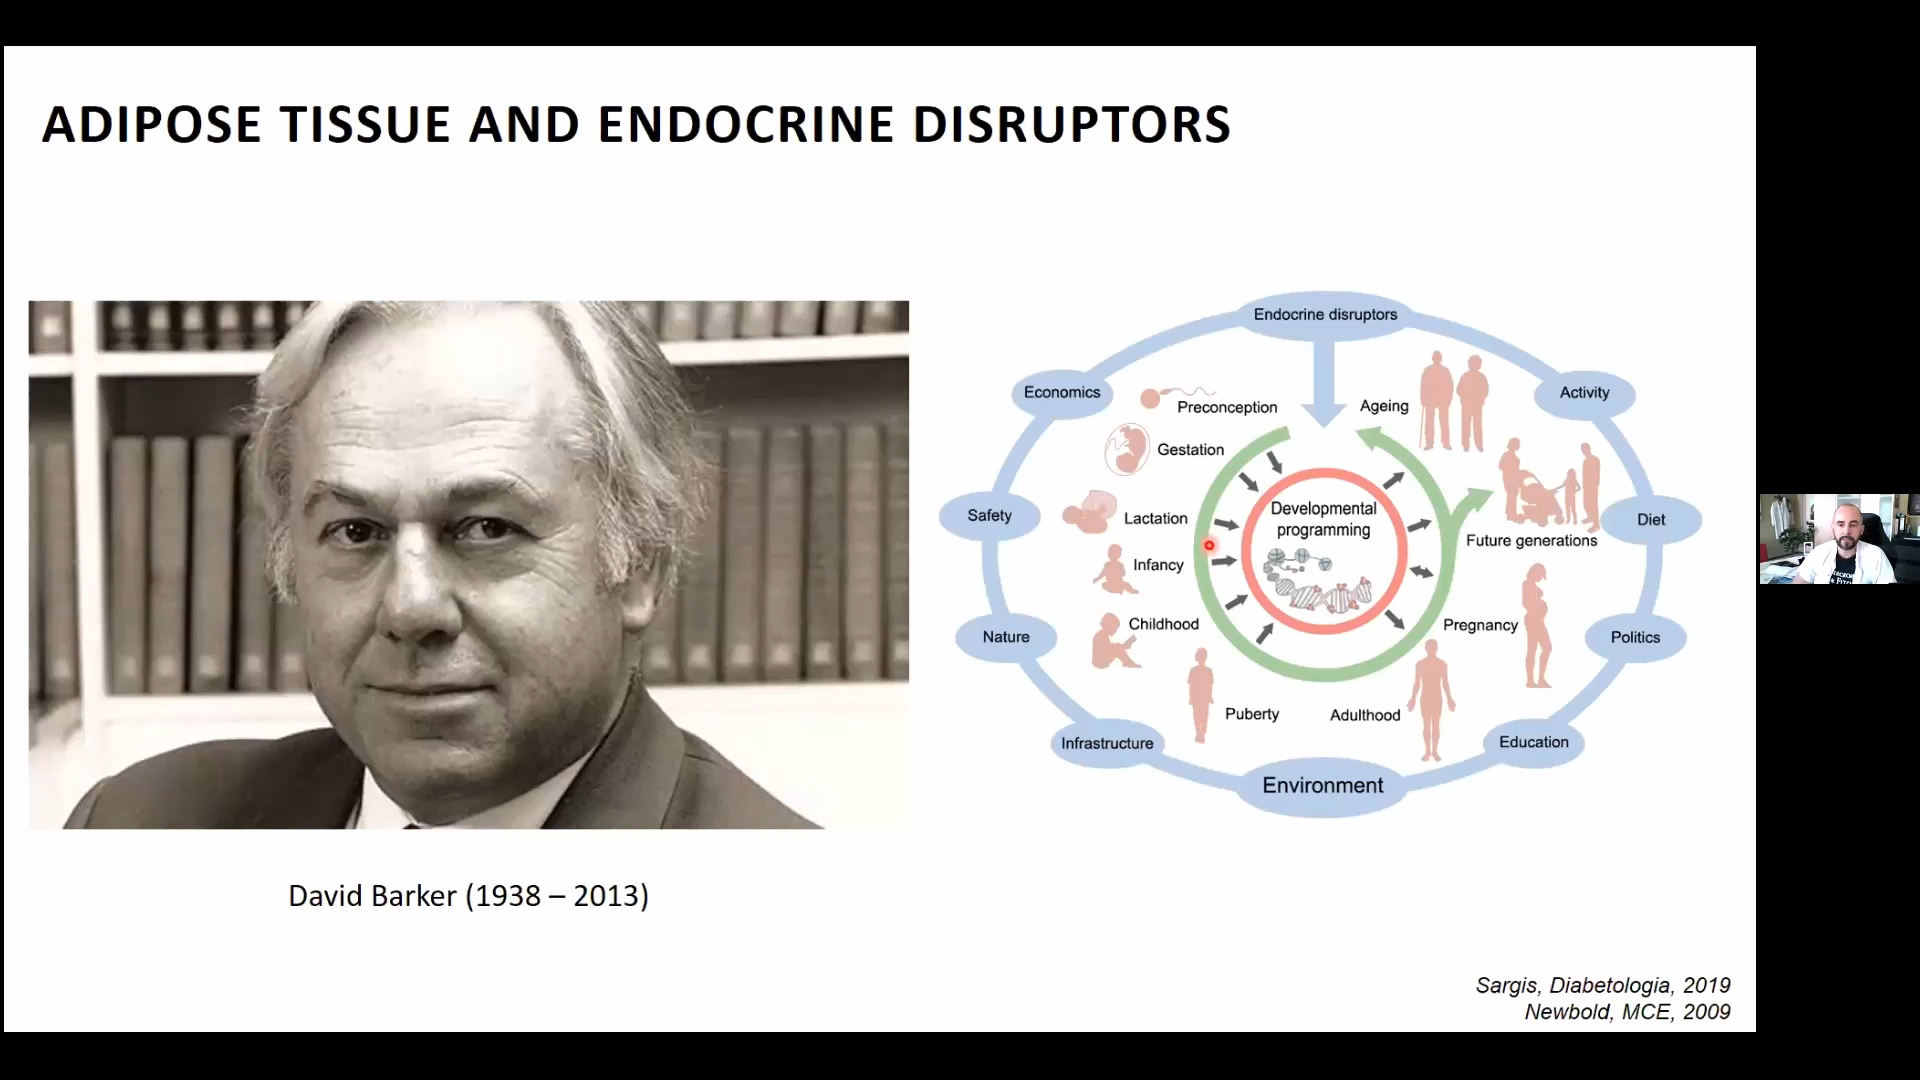 ADIPOSE TISSUE AND ENDOCRINE DISRUPTORS
Endocrine disruptors
Economics
Activity
Preconception
Ageing
Gestation
Safety
Lactation
Developmental
programming
Diet
Future generations
Infancy
Childhood
Pregnancy
Nature
Politics
Puberty
Adulthood
Infrastructure
Education
Environment
David Barker (1938 – 2013)
Sargis, Diabetologia, 2019
Newbold, MCE, 2009